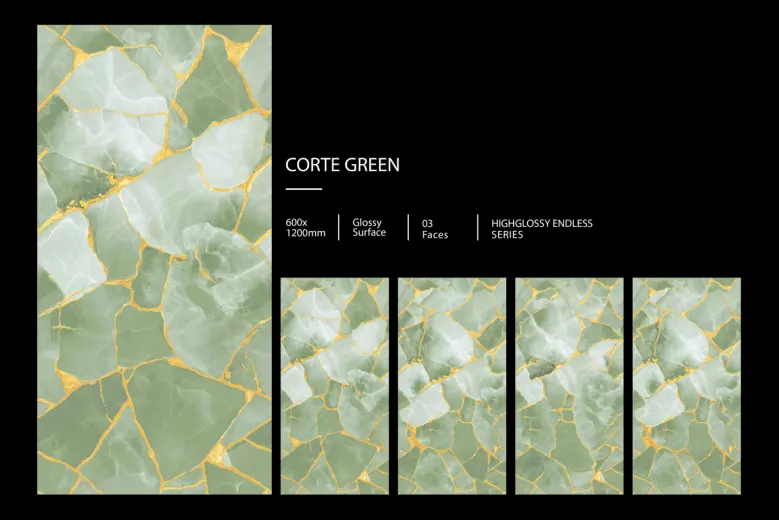 CORTE GREEN
600x
1200mm
Glossy
Surface
03
Faces
HIGHGLOSSY ENDLESS
SERIES